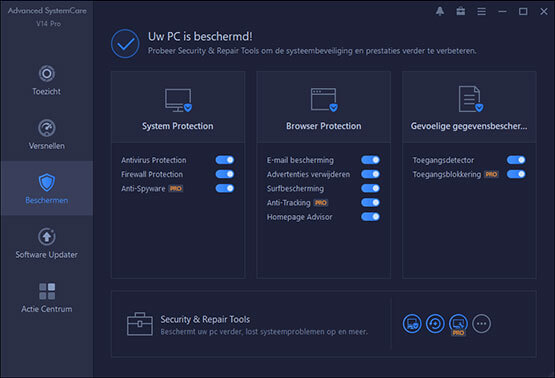 Advanced SystemCare
V14 Pro
Uw PC is beschermd!
Probeer Security & Repair Tools om de systeembeveiliging en prestaties verder te verbeteren.
Toezicht
Versnellen
Beschermen
Software Updater
Actie Centrum
System Protection
Antivirus Protection
Firewall Protection
Anti-Spyware PRO
Browser Protection
E-mail bescherming
Advertenties verwijderen
Surfbescherming
Anti-Tracking PRO
Homepage Advisor
Gevoelige gegevensbescher...
Toegangsdetector
Toegangsblokkering PRO
Security & Repair Tools
Beschermt uw pc verder, lost systeemproblemen op en meer.
PRO